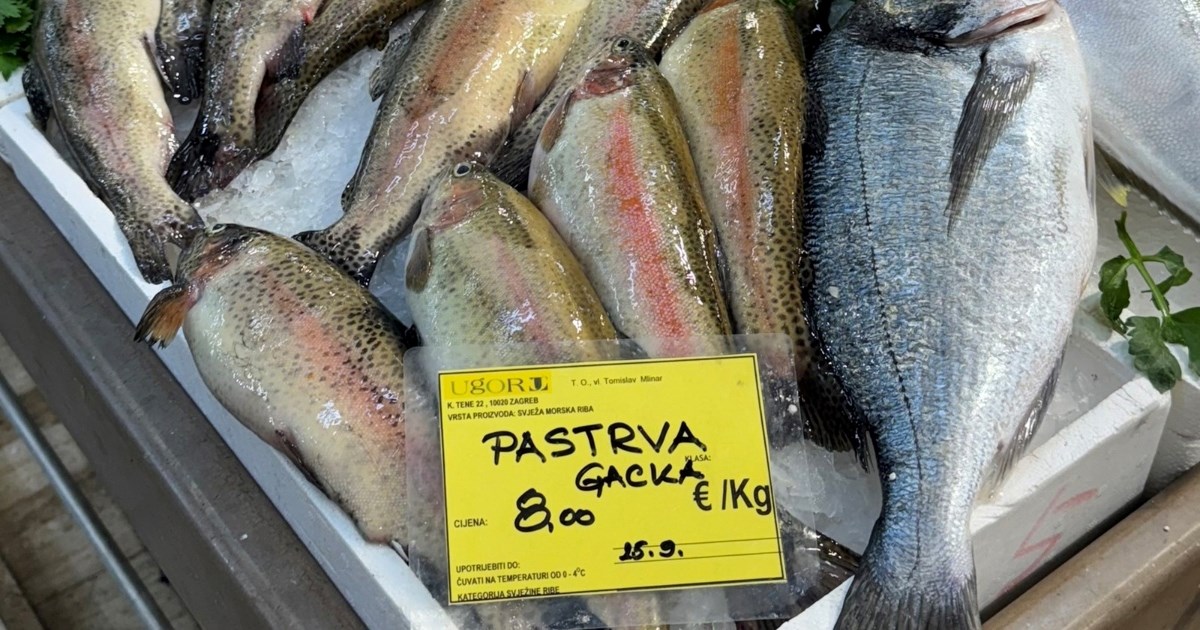 UGOR
T. O., vl Tomislav Mlinar
K. TENE 22 , 10020 ZAGREB
VRSTA PROIZVODA: SVJEŽA MORSKA RIBA
PASTRVA
KLASA:
GACKA
CIJENA: 8,00 € /Kg
15.9.
UPOTRIJEBITI DO:
ČUVATI NA TEMPERATURI OD 0 - 4°C
KATEGORIJA SVJEŽINE RIBE